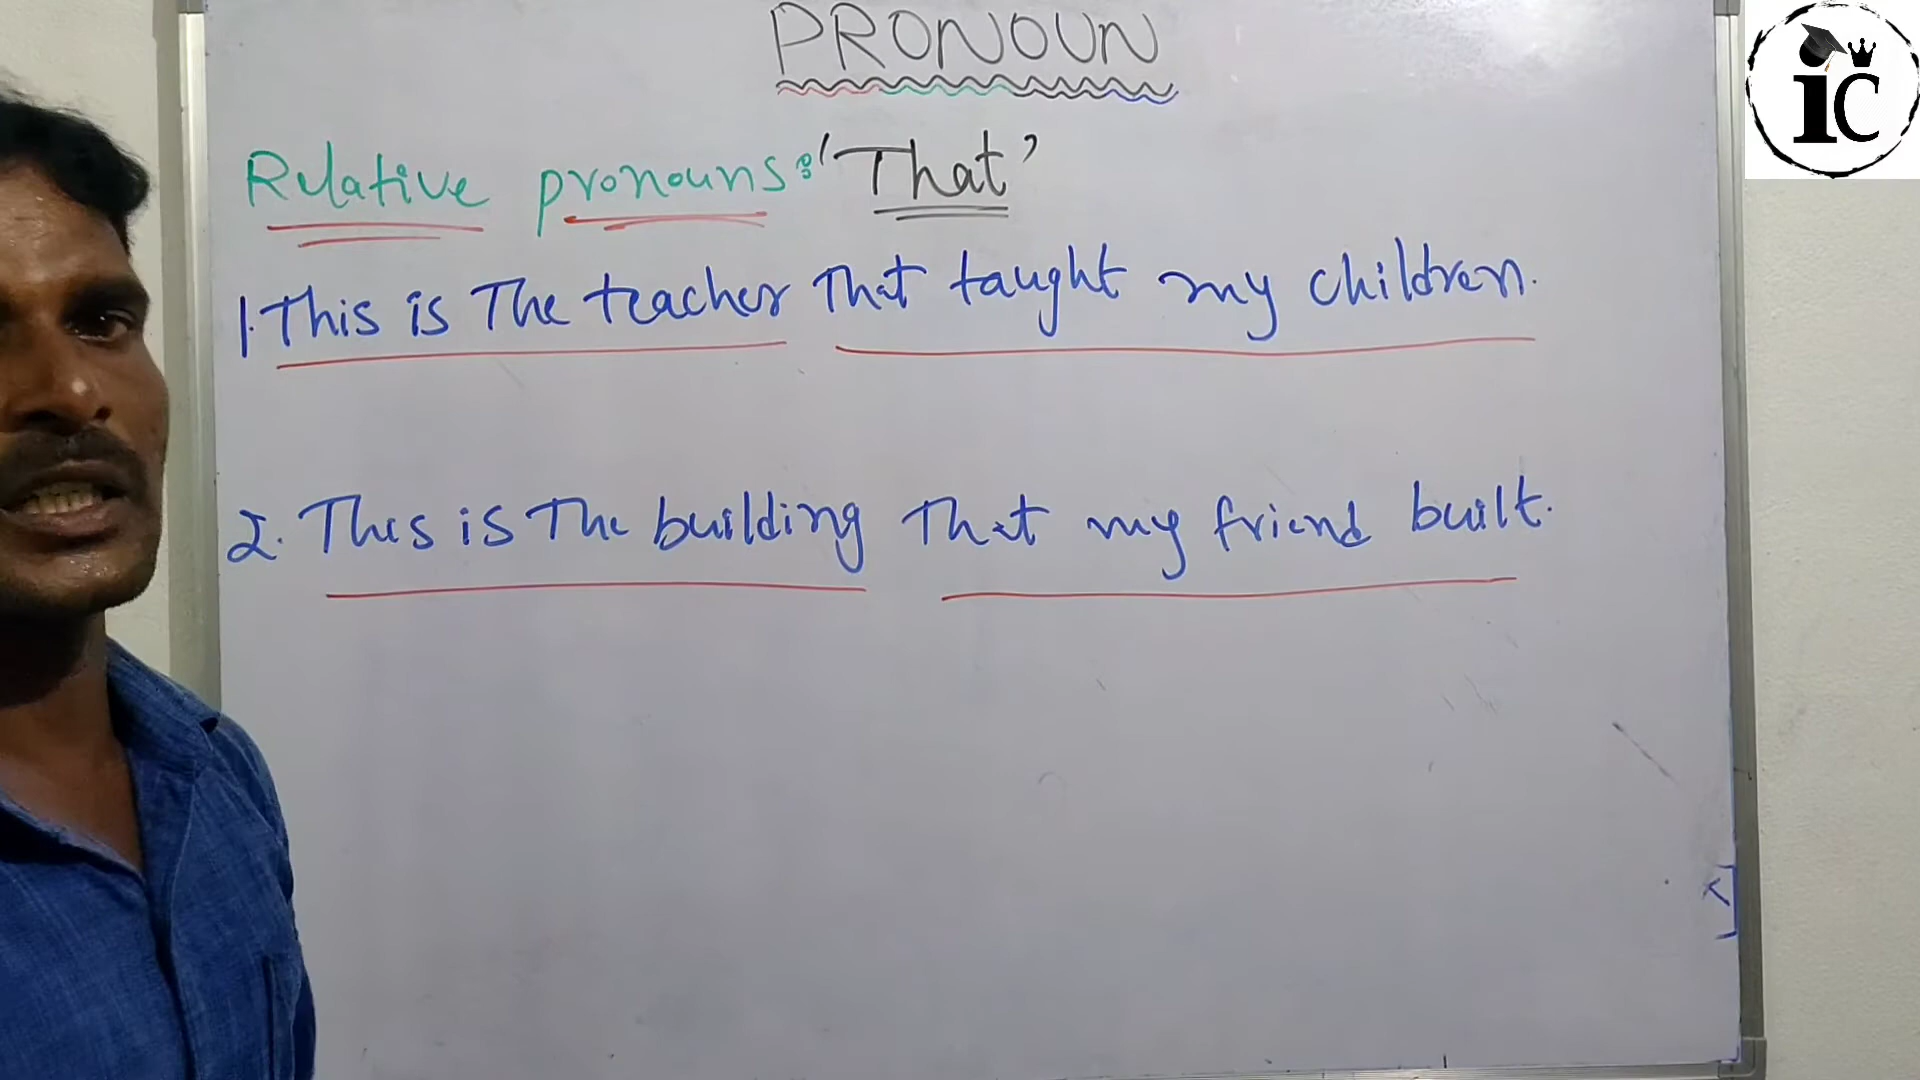 PRONOUN
Relative pronouns: 'That'
1. This is The teacher That taught my children.
2. This is The building That my friend built.
iC